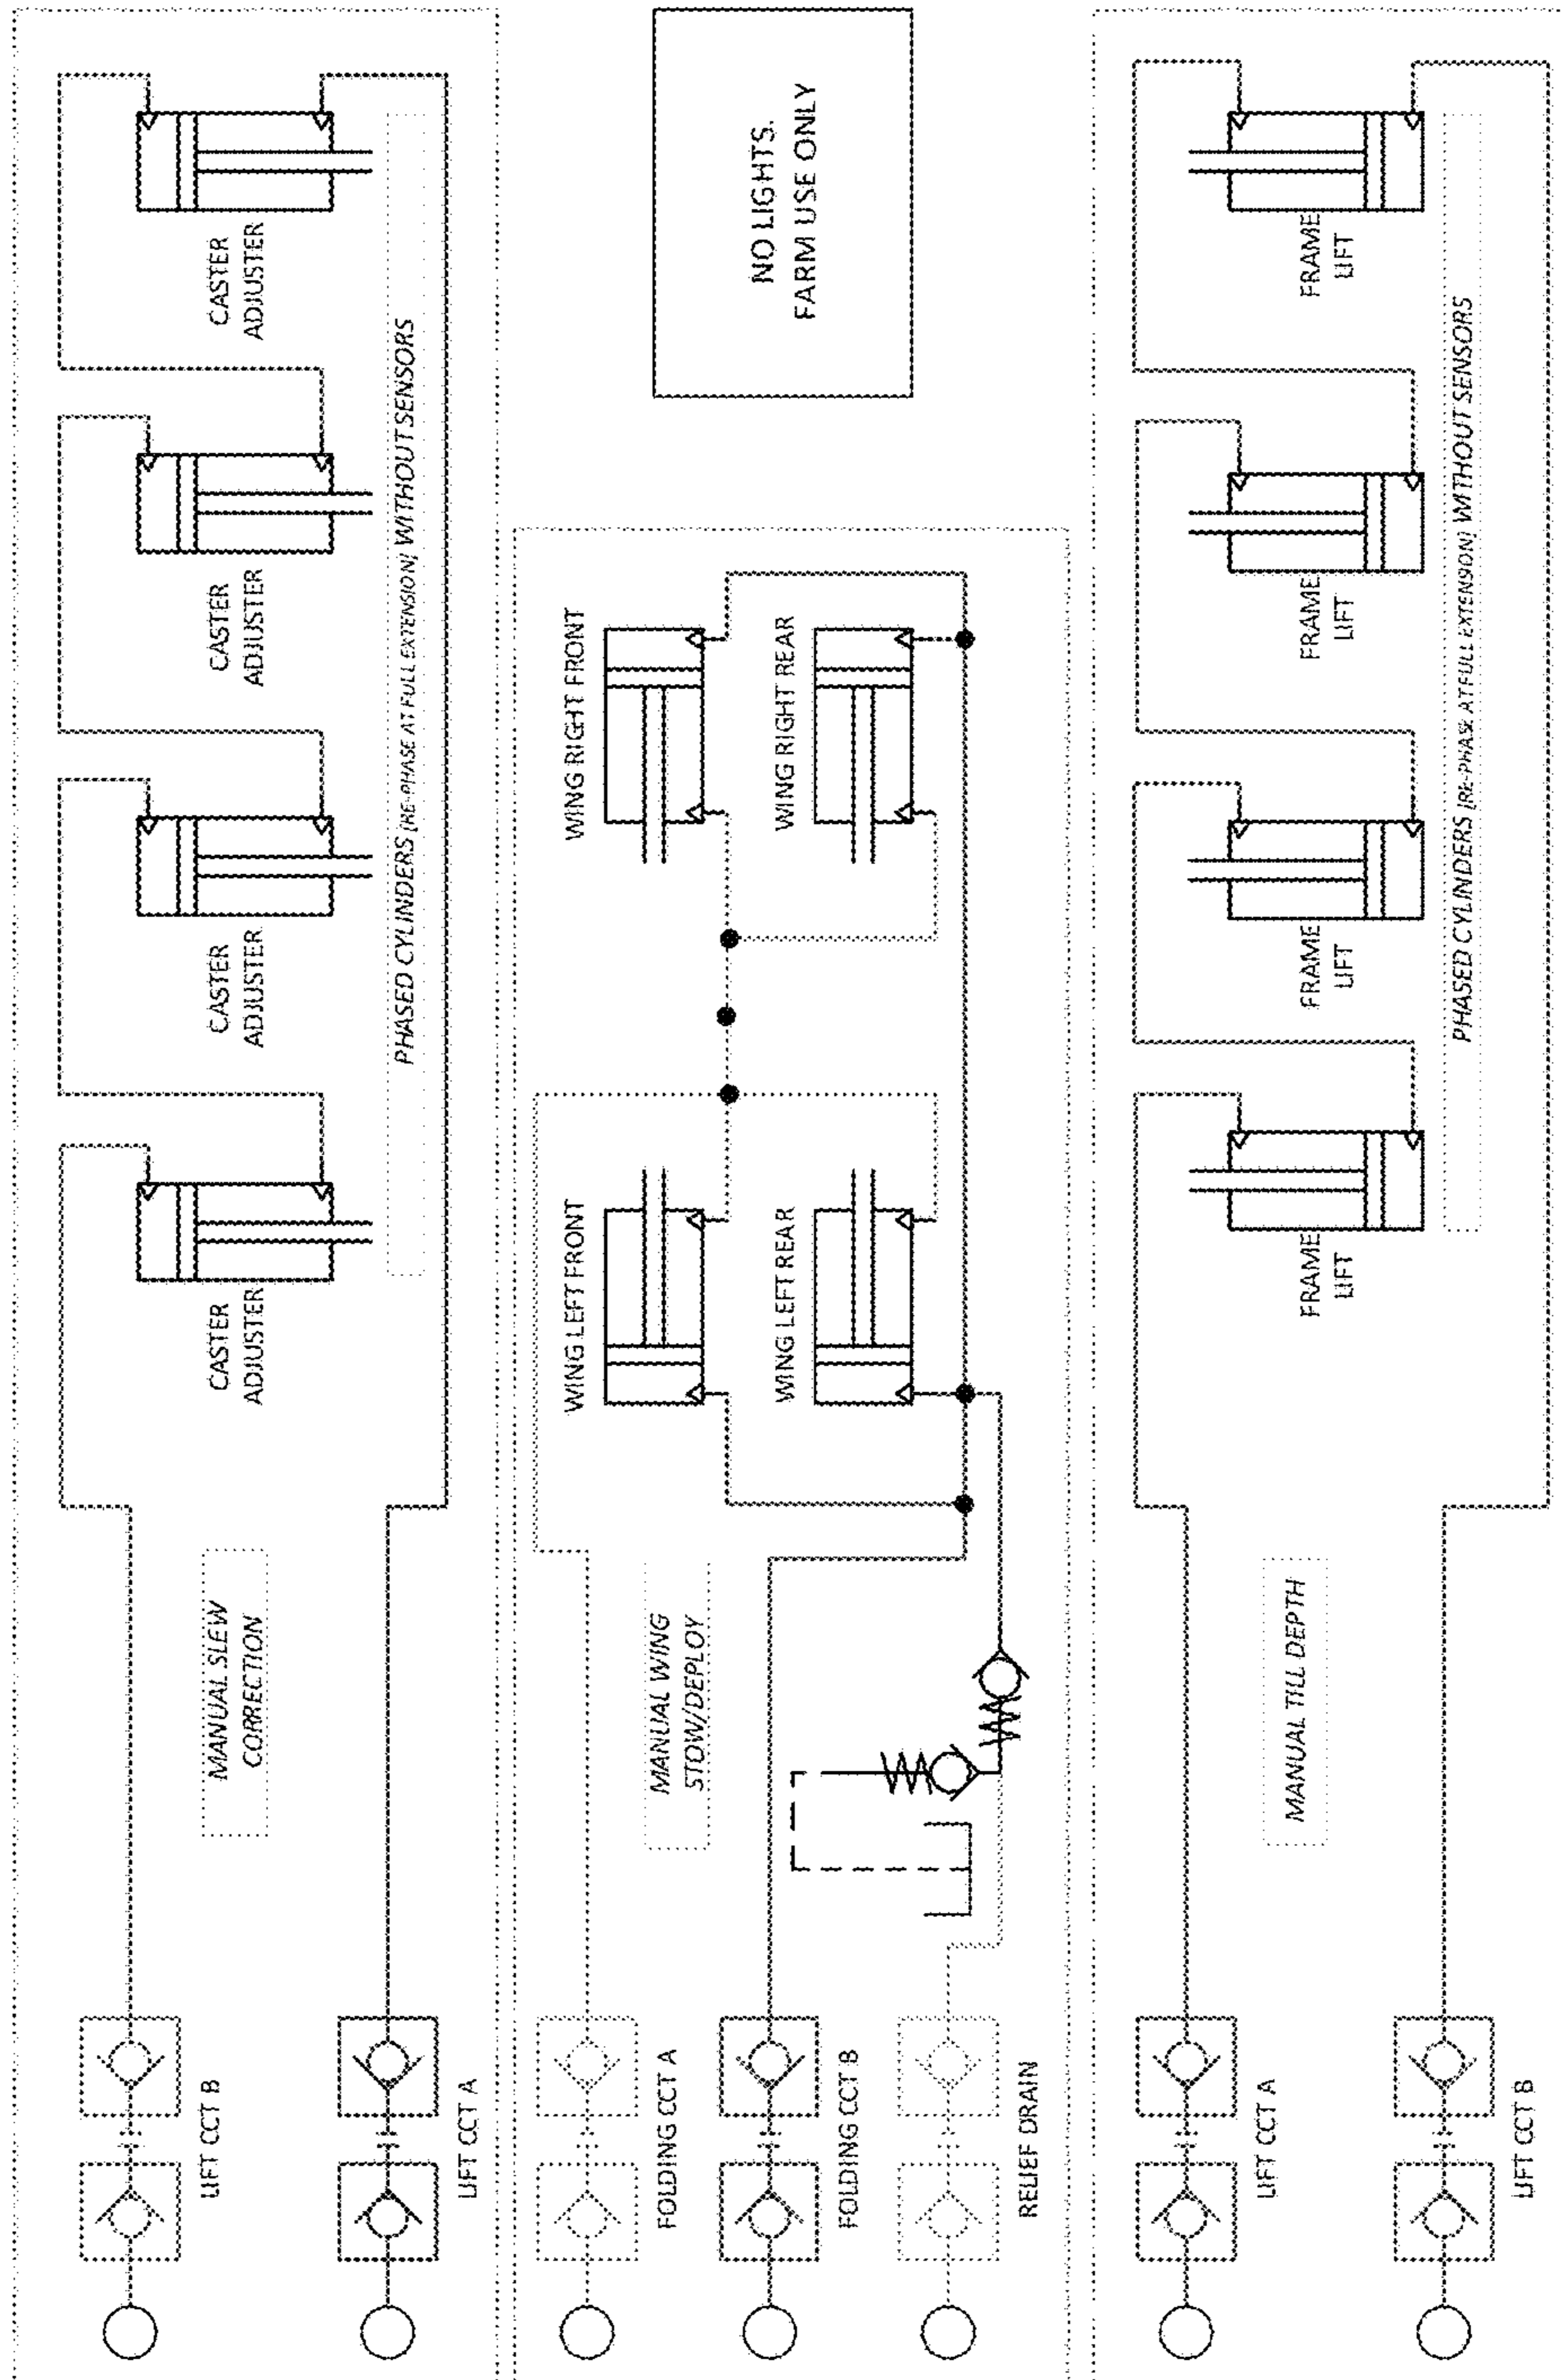 CASTER
ADJUSTER
CASTER
ADJUSTER
CASTER
ADJUSTER
CASTER
ADJUSTER
PHASED CYLINDERS (RE-PHASE AT FULL EXTENSION) WITHOUT SENSORS
MANUAL SLEW
CORRECTION
LIFT CCT B
LIFT CCT A
NO LIGHTS.
FARM USE ONLY
WING LEFT FRONT
WING RIGHT FRONT
WING LEFT REAR
WING RIGHT REAR
MANUAL WING
STOW/DEPLOY
FOLDING CCT A
FOLDING CCT B
RELIEF DRAIN
FRAME
LIFT
FRAME
LIFT
FRAME
LIFT
FRAME
LIFT
PHASED CYLINDERS (RE-PHASE AT FULL EXTENSION) WITHOUT SENSORS
MANUAL TILL DEPTH
LIFT CCT A
LIFT CCT B